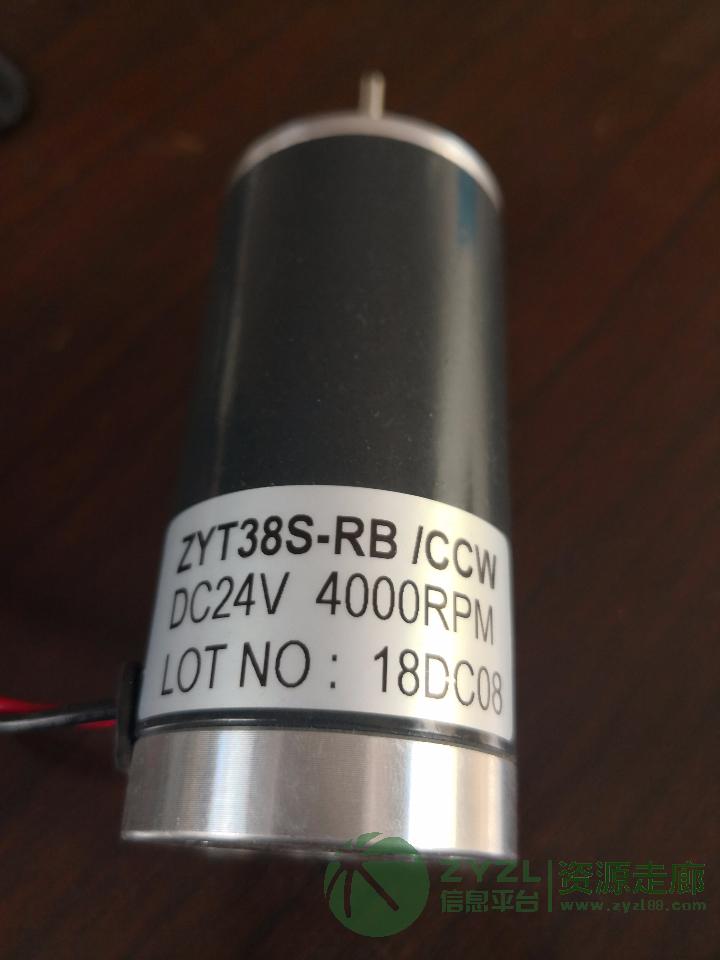 ZYT38S-RB /CCW
DC24V 4000RPM
LOT NO : 18DC08
ZYZL 资源走廊
信息平台 www.zyzl88.com